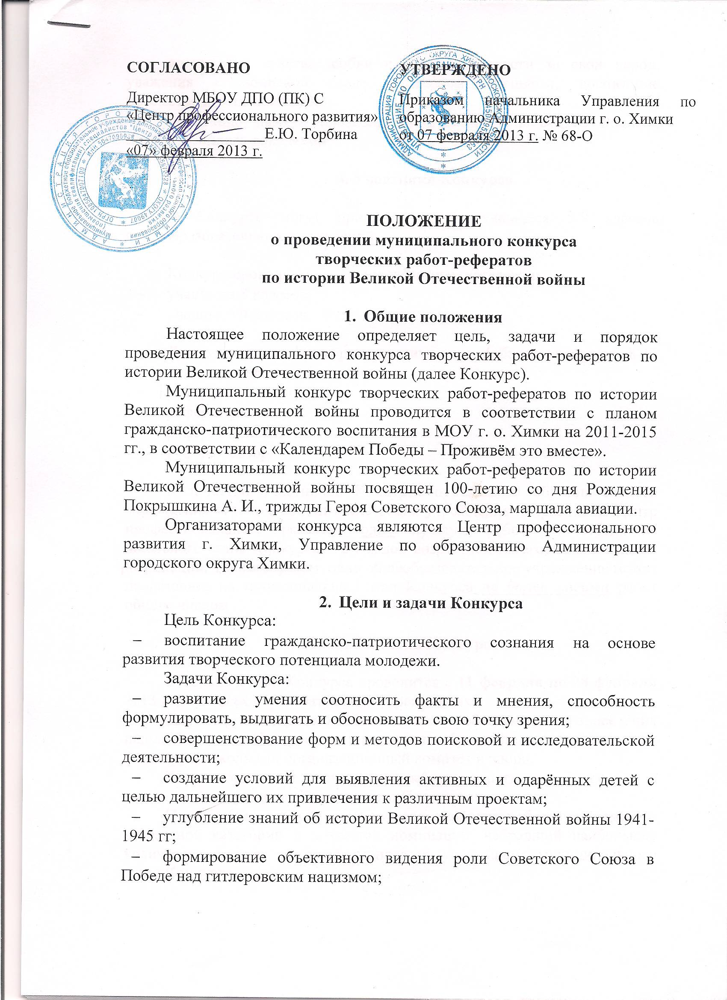 СОГЛАСОВАНО
Директор МБОУ ДПО (ПК) С
«Центр профессионального развития»
Е.Ю. Торбина
«07» февраля 2013 г.
УТВЕРЖДЕНО
Приказом начальника Управления по
образованию Администрации г. о. Химки
от 07 февраля 2013 г. № 68-О
ПОЛОЖЕНИЕ
о проведении муниципального конкурса
творческих работ-рефератов
по истории Великой Отечественной войны
1. Общие положения
Настоящее положение определяет цель, задачи и порядок
проведения муниципального конкурса творческих работ-рефератов по
истории Великой Отечественной войны (далее Конкурс).
Муниципальный конкурс творческих работ-рефератов по истории
Великой Отечественной войны проводится в соответствии с планом
гражданско-патриотического воспитания в МОУ г. о. Химки на 2011-2015
гг., в соответствии с «Календарем Победы – Проживём это вместе».
Муниципальный конкурс творческих работ-рефератов по истории
Великой Отечественной войны посвящен 100-летию со дня Рождения
Покрышкина А. И., трижды Героя Советского Союза, маршала авиации.
Организаторами конкурса являются Центр профессионального
развития г. Химки, Управление по образованию Администрации
городского округа Химки.
2. Цели и задачи Конкурса
Цель Конкурса:
– воспитание гражданско-патриотического сознания на основе
развития творческого потенциала молодежи.
Задачи Конкурса:
– развитие умения соотносить факты и мнения, способность
формулировать, выдвигать и обосновывать свою точку зрения;
– совершенствование форм и методов поисковой и исследовательской
деятельности;
– создание условий для выявления активных и одарённых детей с
целью дальнейшего их привлечения к различным проектам;
– углубление знаний об истории Великой Отечественной войны 1941-
1945 гг;
– формирование объективного видения роли Советского Союза в
Победе над гитлеровским нацизмом;